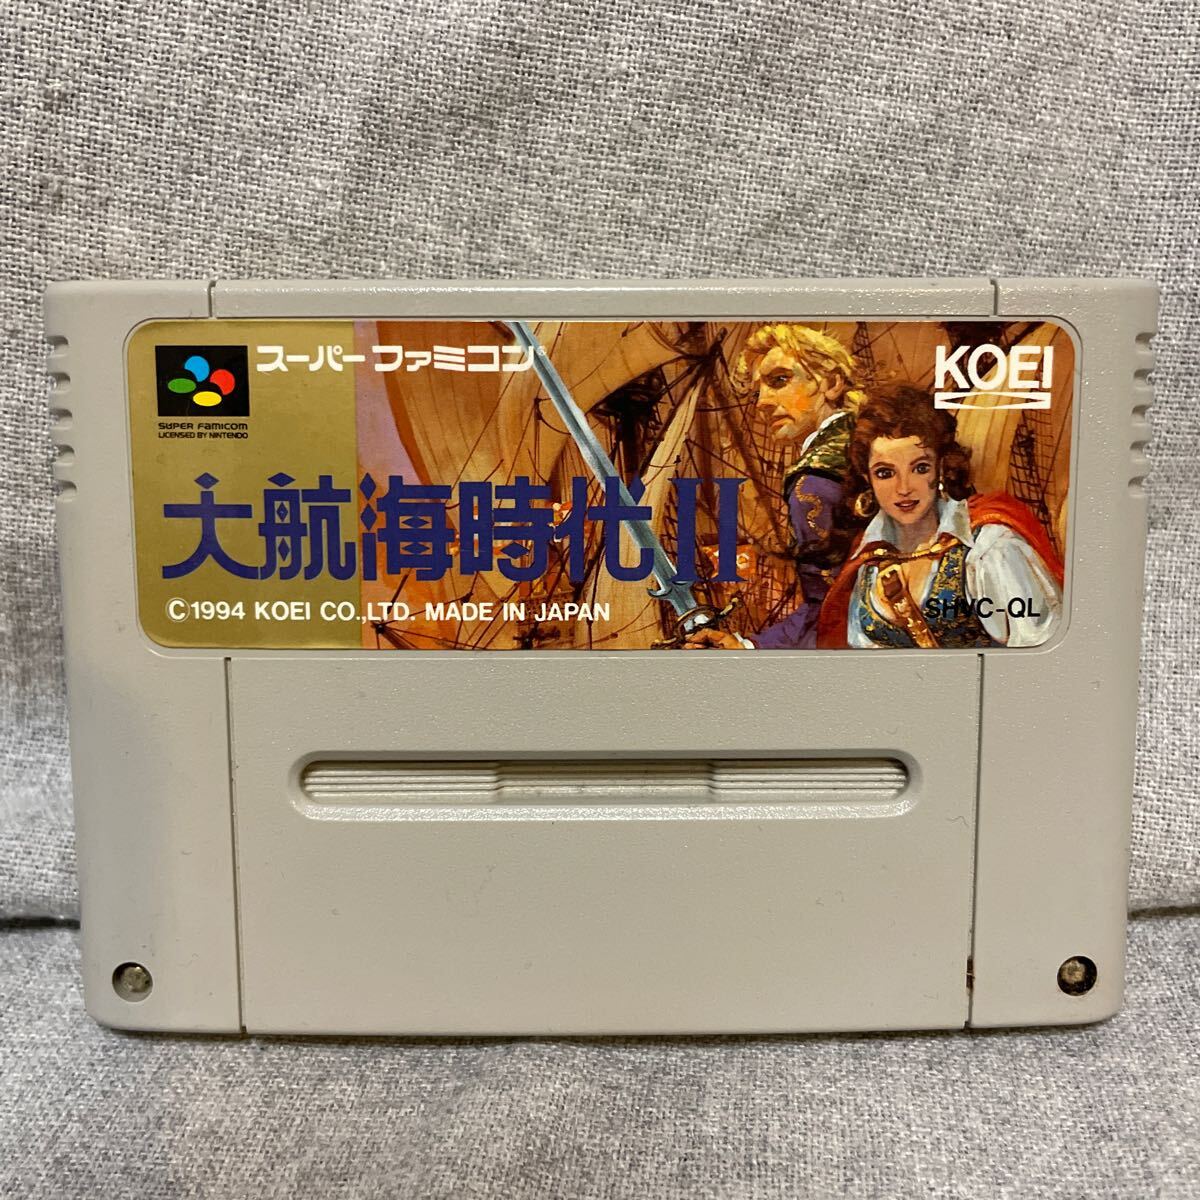 スーパーファミコン®
SUPER FAMICOM
LICENSED BY NINTENDO
KOEI
大航海時代II
©1994 KOEI CO.,LTD. MADE IN JAPAN
SHVC-QL